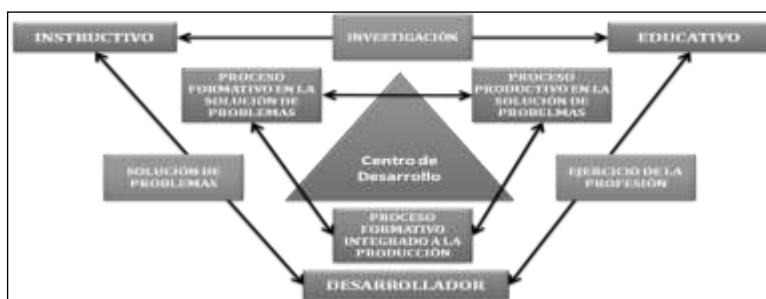 INSTRUCTIVO
INVESTIGACIÓN
EDUCATIVO
PROCESO
FORMATIVO EN LA
SOLUCIÓN DE
PROBLEMAS
PROCESO
PRODUCTIVO EN LA
SOLUCIÓN DE
PROBELMAS
Centro de
Desarrollo
SOLUCIÓN DE
PROBLEMAS
EJERCICIO DE LA
PROFESIÓN
PROCESO
FORMATIVO
INTEGRADO A LA
PRODUCCIÓN
DESARROLLADOR